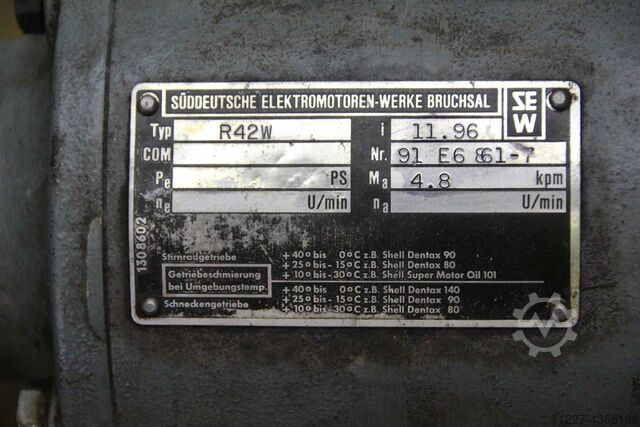 SÜDDEUTSCHE ELEKTROMOTOREN-WERKE BRUCHSAL
SEW
Typ R42W i 11.96
COM Nr. 91 E6 861-7
Pe PS Ma 4.8 kpm
ne U/min na U/min
1308602
Stirnradgetriebe
Getriebeschmierung
bei Umgebungstemp.
Schneckengetriebe
+40° bis 0°C z.B. Shell Dentax 90
+25° bis -15°C z.B. Shell Dentax 80
+10° bis -30°C z.B. Shell Super Motor Oil 101
+40° bis 0°C z.B. Shell Dentax 140
+25° bis -15°C z.B. Shell Dentax 90
+10° bis -30°C z.B. Shell Dentax 80
41227-4366188